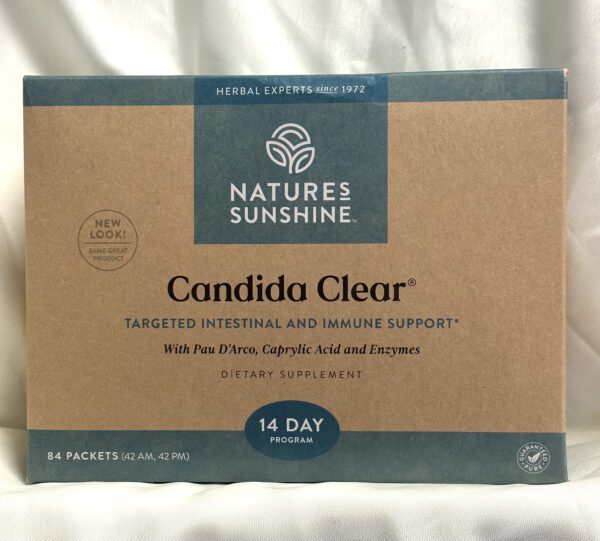 HERBAL EXPERTS since 1972
NATURES
SUNSHINE™
NEW
LOOK!
SAME GREAT
PRODUCT
Candida Clear®
TARGETED INTESTINAL AND IMMUNE SUPPORT*
With Pau D'Arco, Caprylic Acid and Enzymes
DIETARY SUPPLEMENT
14 DAY
PROGRAM
84 PACKETS (42 AM, 42 PM)
GUARANTEED
PURE